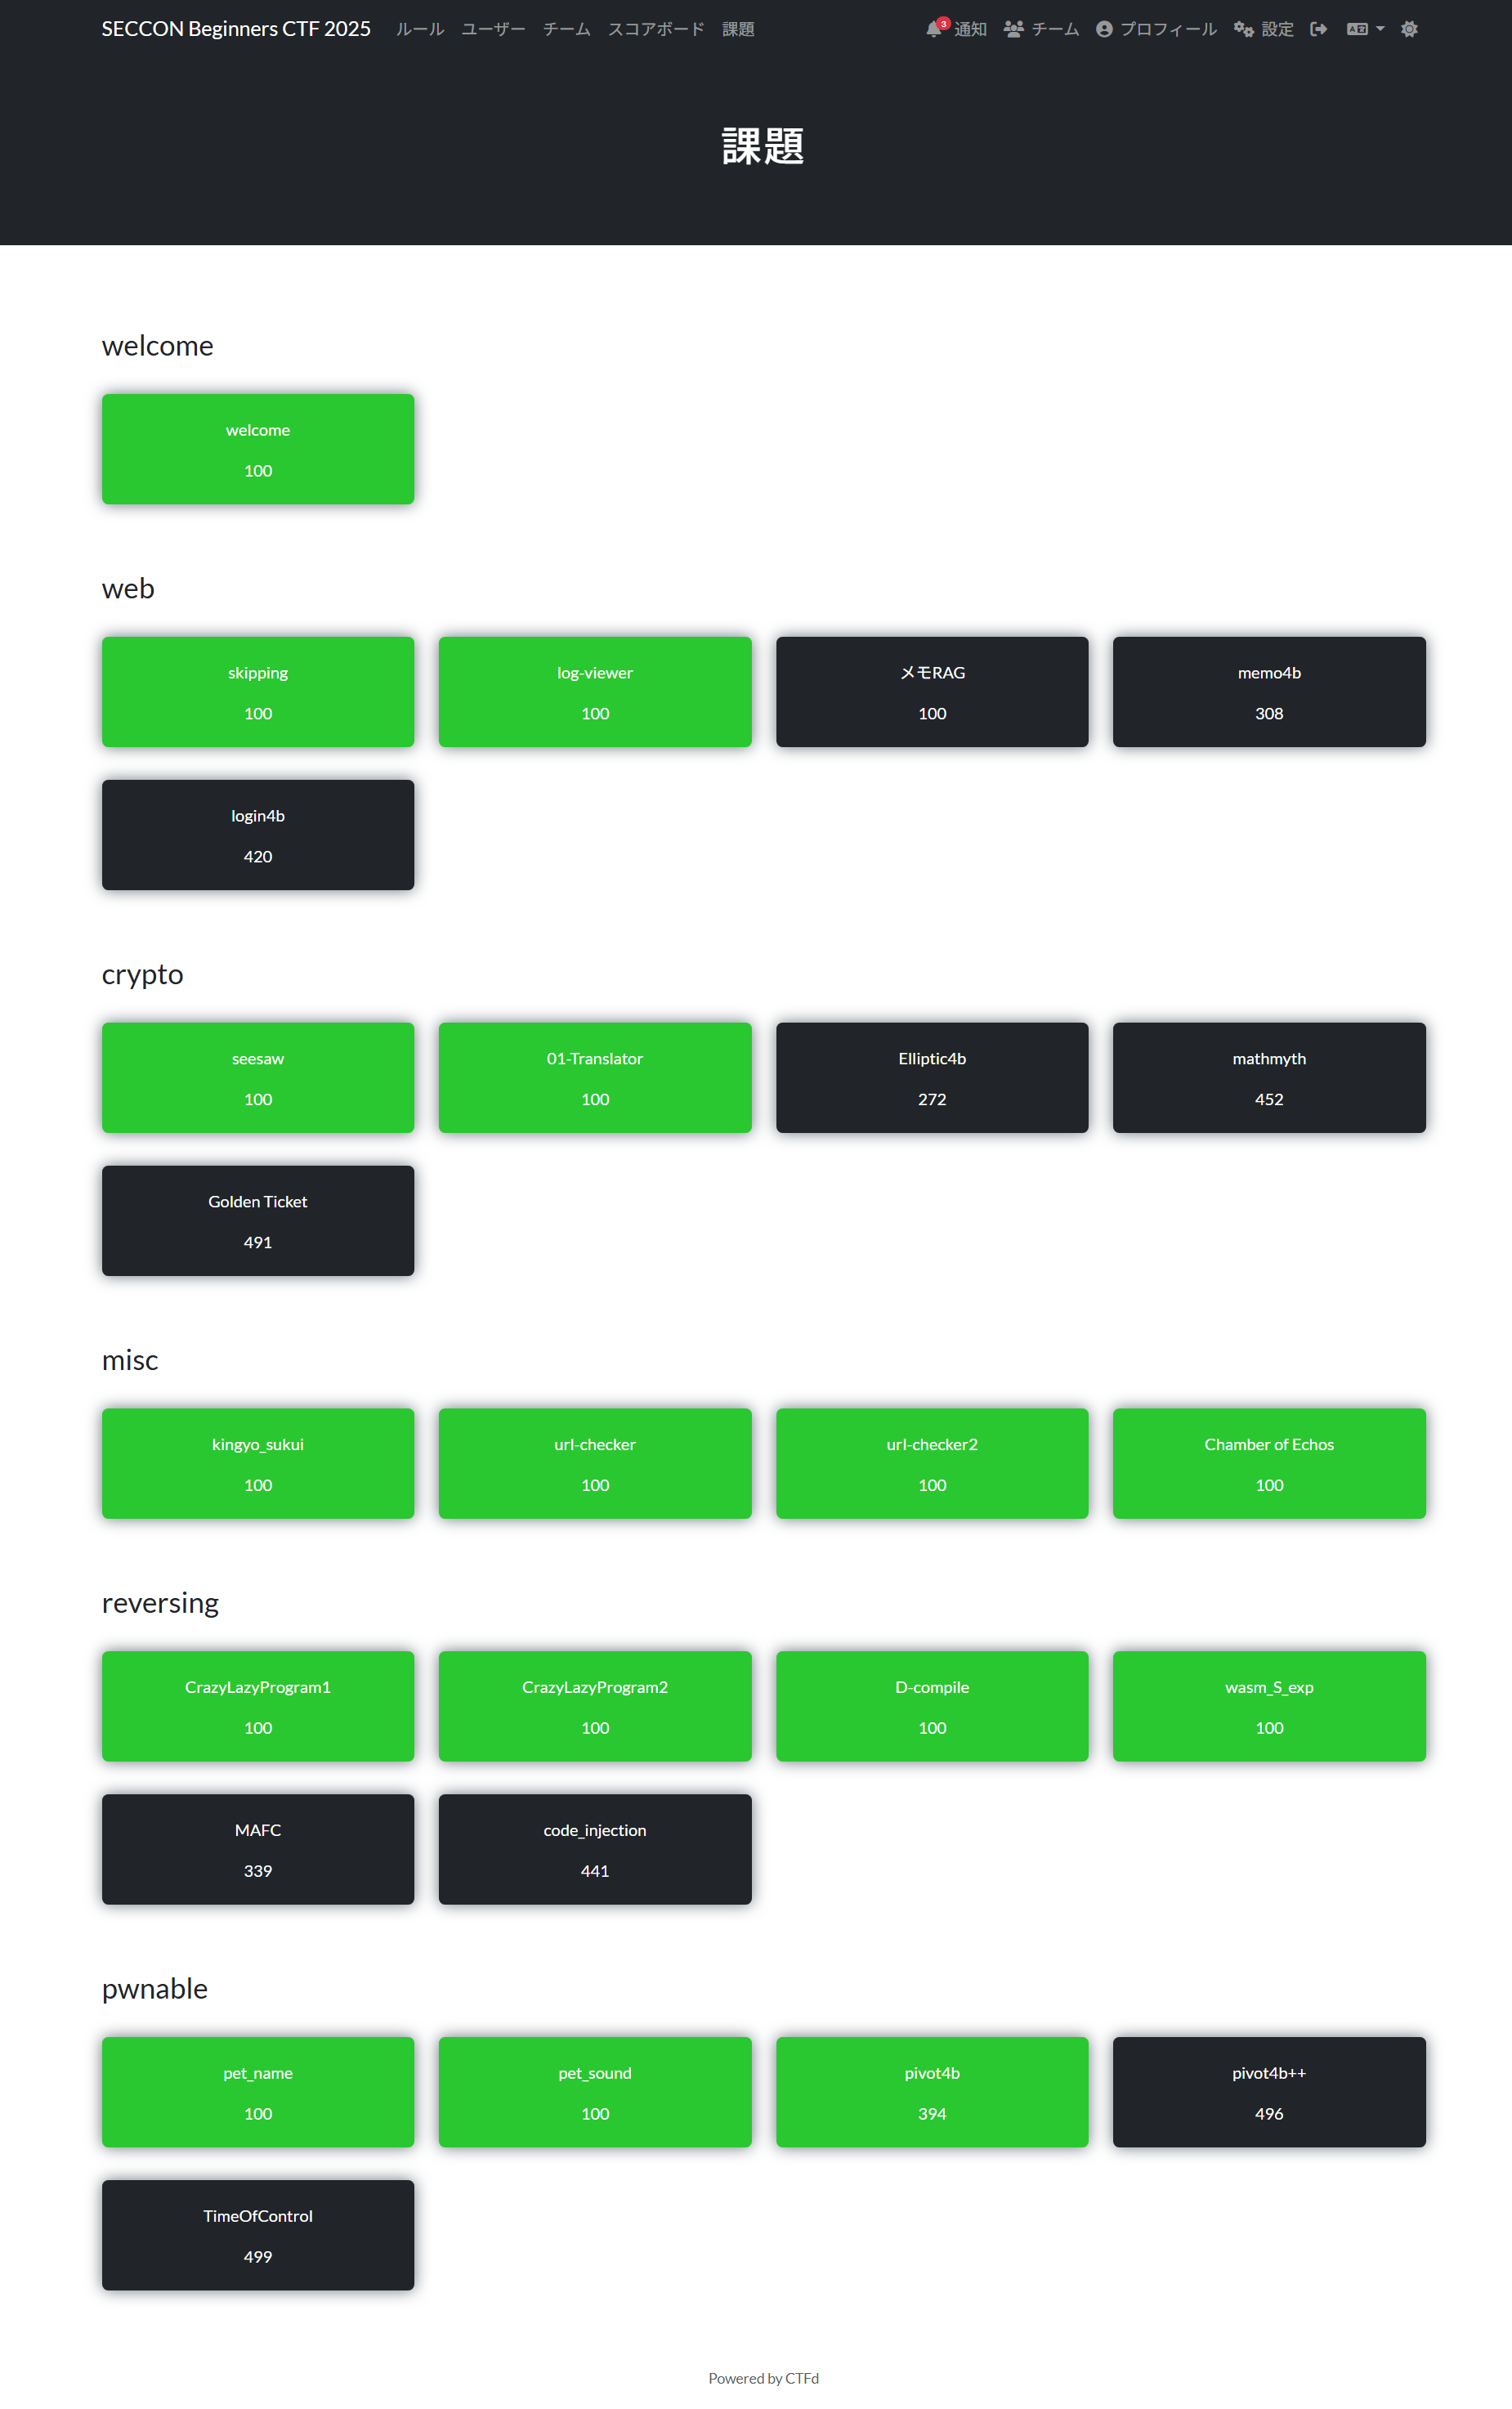 SECCON Beginners CTF 2025 ルール ユーザー チーム スコアボード 課題 3 通知 チーム プロフィール 設定
課題
welcome
welcome
100
web
skipping
100
log-viewer
100
メモRAG
100
memo4b
308
login4b
420
crypto
seesaw
100
01-Translator
100
Elliptic4b
272
mathmyth
452
Golden Ticket
491
misc
kingyo_sukui
100
url-checker
100
url-checker2
100
Chamber of Echos
100
reversing
CrazyLazyProgram1
100
CrazyLazyProgram2
100
D-compile
100
wasm_S_exp
100
MAFC
339
code_injection
441
pwnable
pet_name
100
pet_sound
100
pivot4b
394
pivot4b++
496
TimeOfControl
499
Powered by CTFd